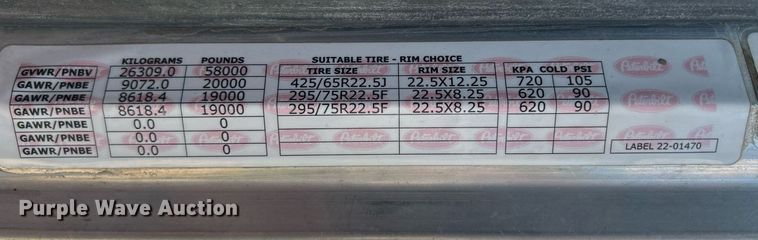 KILOGRAMS POUNDS SUITABLE TIRE - RIM CHOICE
GVWR/PNBV 26309.0 58000 TIRE SIZE RIM SIZE KPA COLD PSI
GAWR/PNBE 9072.0 20000 425/65R22.5J 22.5X12.25 720 105
GAWR/PNBE 8618.4 19000 295/75R22.5F 22.5X8.25 620 90
GAWR/PNBE 8618.4 19000 295/75R22.5F 22.5X8.25 620 90
GAWR/PNBE 0.0 0
GAWR/PNBE 0.0 0
GAWR/PNBE 0.0 0
LABEL 22-01470
Peterbilt
Purple Wave Auction